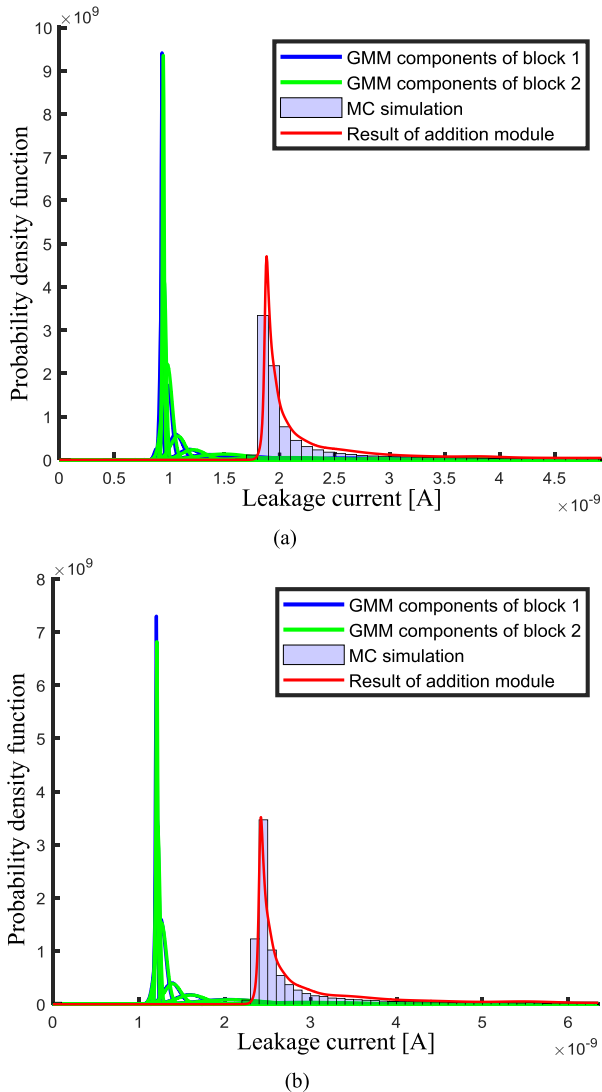 ×10⁹
10
9
8
7
6
5
4
3
2
1
0
Probability density function
GMM components of block 1
GMM components of block 2
MC simulation
Result of addition module
0 0.5 1 1.5 2 2.5 3 3.5 4 4.5
Leakage current [A]
×10⁻⁹
(a)
×10⁹
8
7
6
5
4
3
2
1
0
Probability density function
GMM components of block 1
GMM components of block 2
MC simulation
Result of addition module
0 1 2 3 4 5 6
Leakage current [A]
×10⁻⁹
(b)